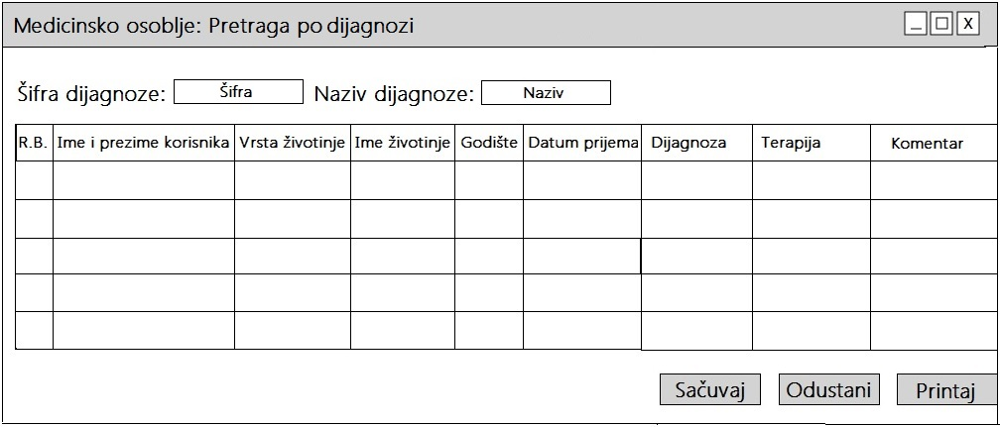 Medicinsko osoblje: Pretraga po dijagnozi _ □ X
Šifra dijagnoze: Šifra Naziv dijagnoze: Naziv
R.B. Ime i prezime korisnika Vrsta životinje Ime životinje Godište Datum prijema Dijagnoza Terapija Komentar
Sačuvaj Odustani Printaj